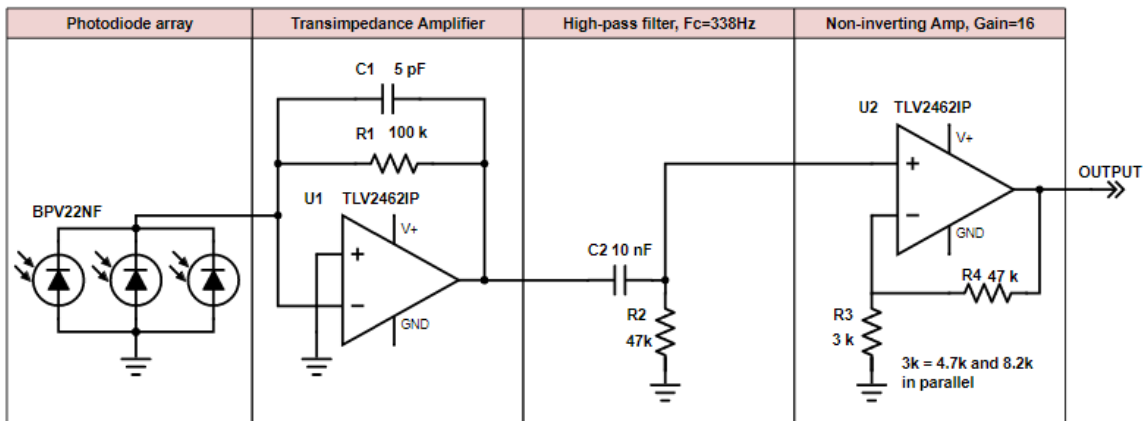 Photodiode array
Transimpedance Amplifier
High-pass filter, Fc=338Hz
Non-inverting Amp, Gain=16
C1 5 pF
R1 100 k
U1 TLV2462IP
V+
+
−
GND
BPV22NF
C2 10 nF
R2
47k
U2 TLV2462IP
V+
+
−
GND
OUTPUT
R4 47 k
R3
3 k
3k = 4.7k and 8.2k
in parallel